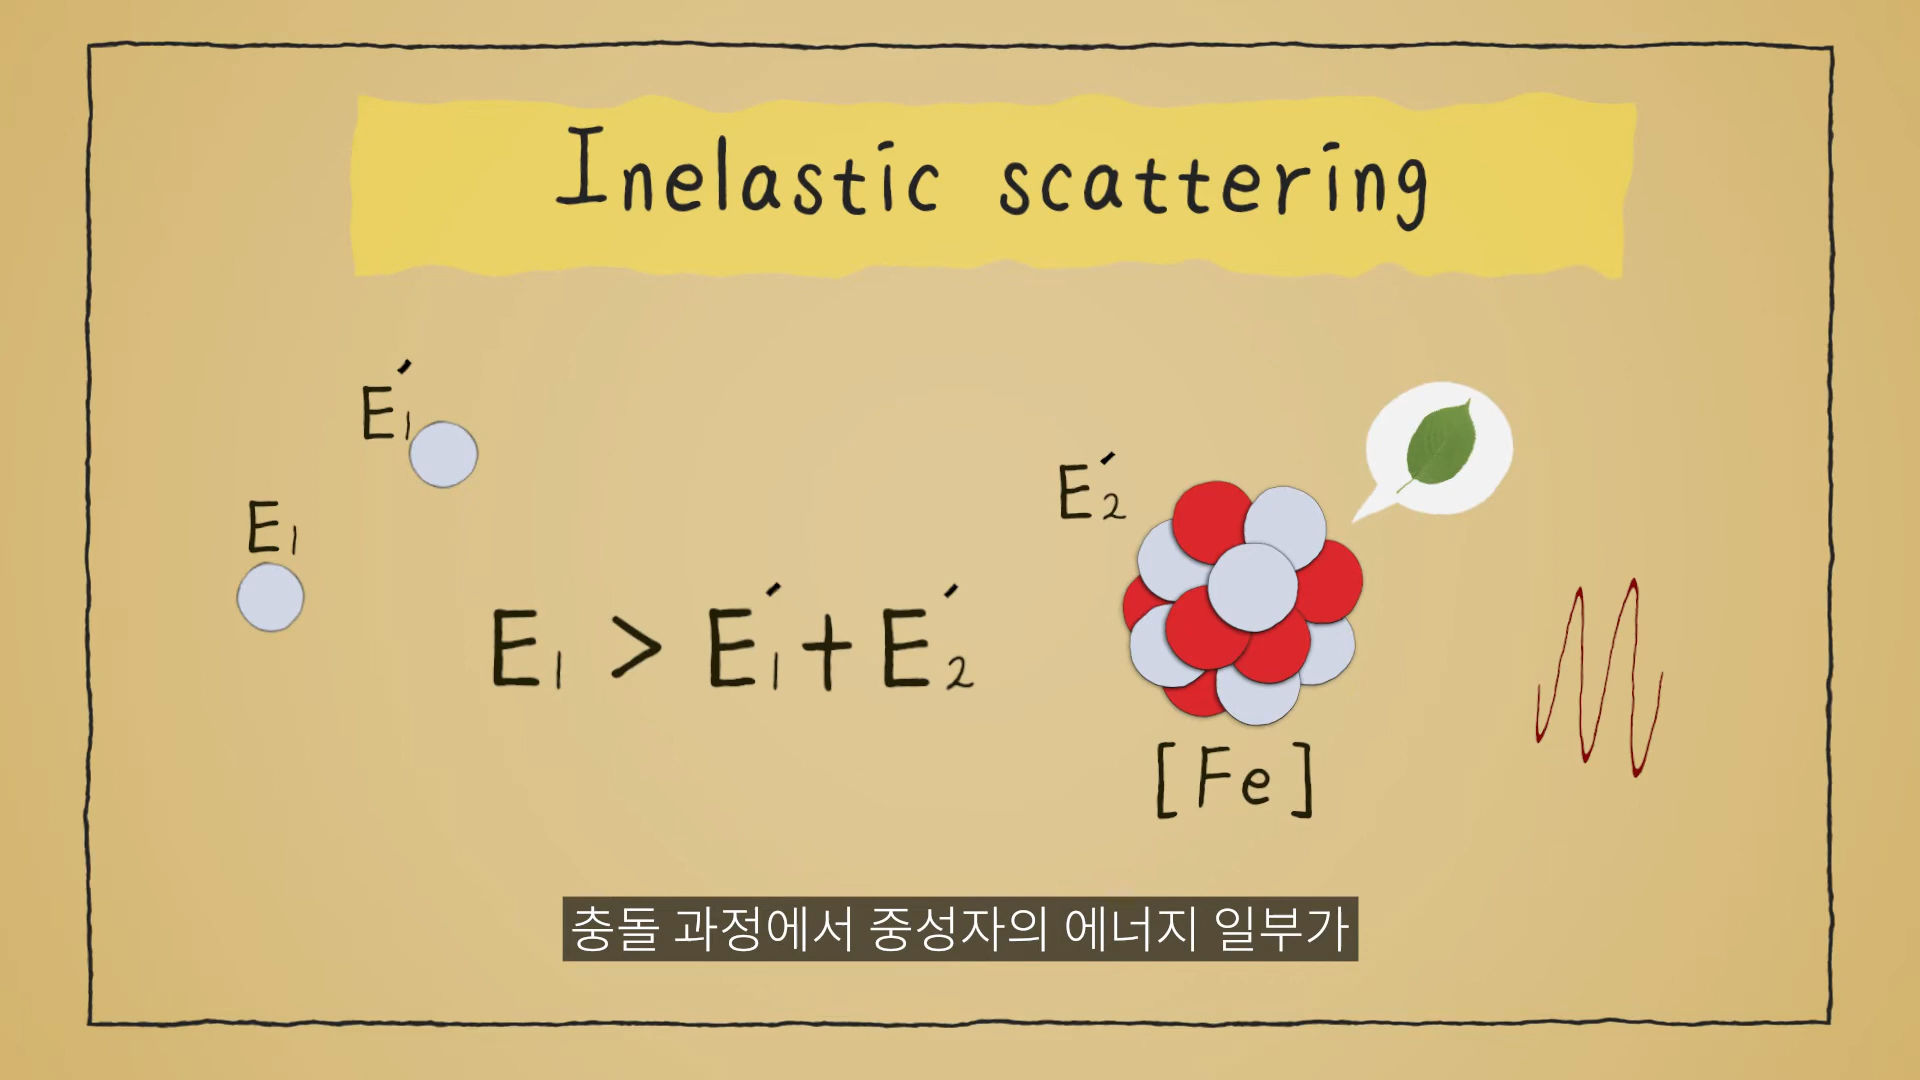 Inelastic scattering
E₁′
E₁
E₂′
E₁ > E₁′ + E₂′
[Fe]
충돌 과정에서 중성자의 에너지 일부가